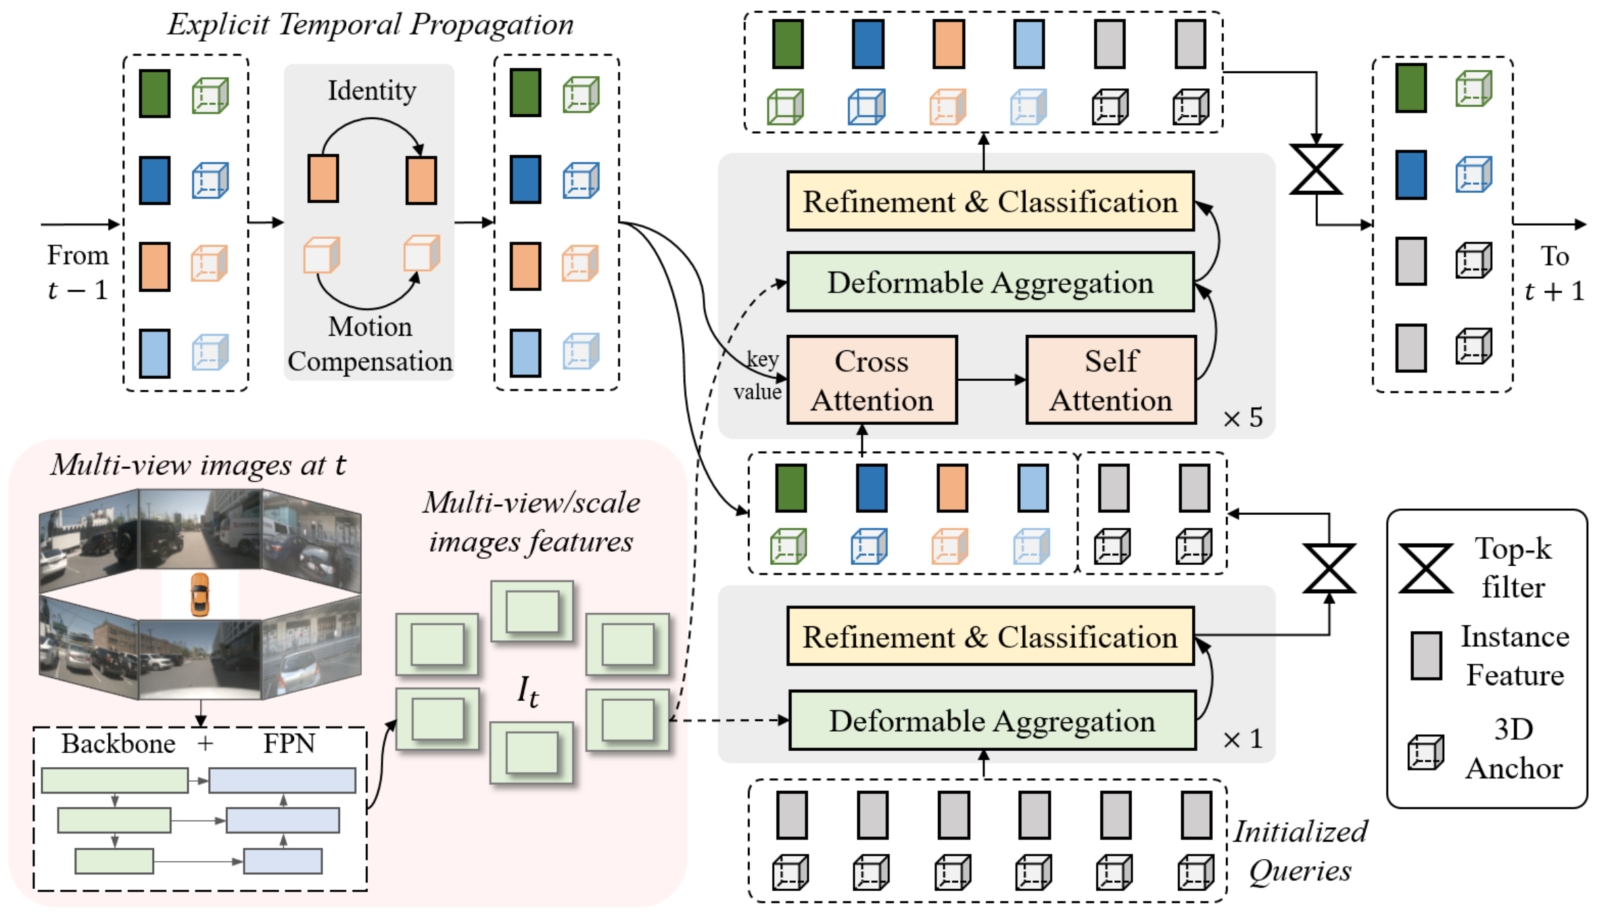 Explicit Temporal Propagation
Identity
From
t − 1
Motion
Compensation
Refinement & Classification
Deformable Aggregation
key
value
Cross
Attention
Self
Attention
× 5
To
t + 1
Multi-view images at t
Multi-view/scale
images features
I_t
Backbone + FPN
Refinement & Classification
Deformable Aggregation
× 1
Initialized
Queries
Top-k
filter
Instance
Feature
3D
Anchor